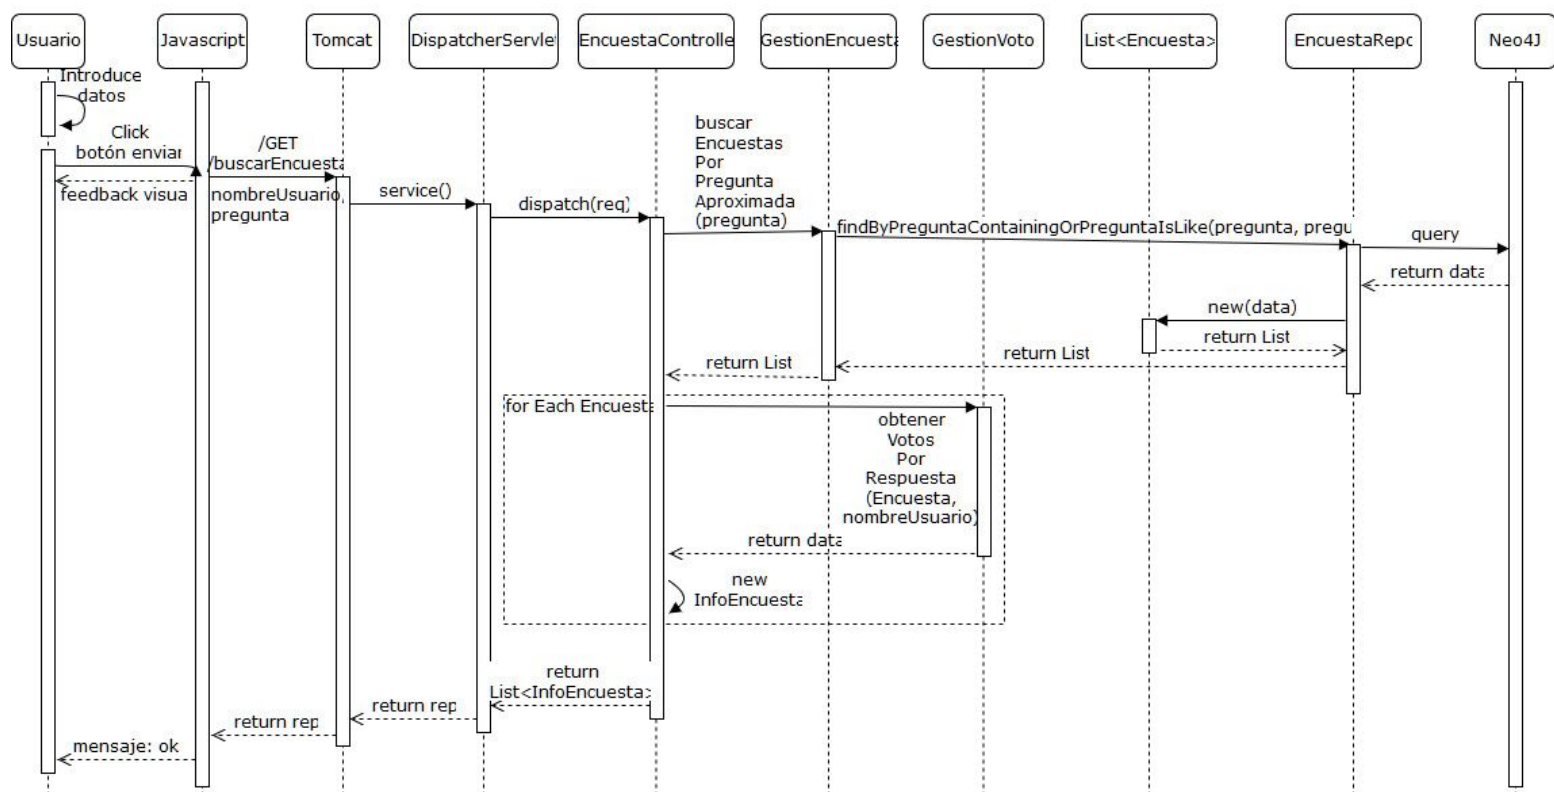 Usuario
Javascript
Tomcat
DispatcherServle
EncuestaControlle
GestionEncuesta
GestionVoto
List<Encuesta>
EncuestaRepo
Neo4J
Introduce
datos
Click
botón enviar
feedback visua
/GET
/buscarEncuesta
nombreUsuario,
pregunta
service()
dispatch(req)
buscar
Encuestas
Por
Pregunta
Aproximada
(pregunta)
findByPreguntaContainingOrPreguntaIsLike(pregunta, pregu
query
return data
new(data)
return List
return List
return List
for Each Encuesta
obtener
Votos
Por
Respuesta
(Encuesta,
nombreUsuario)
return data
new
InfoEncuesta
return
List<InfoEncuesta>
return rep
return rep
mensaje: ok